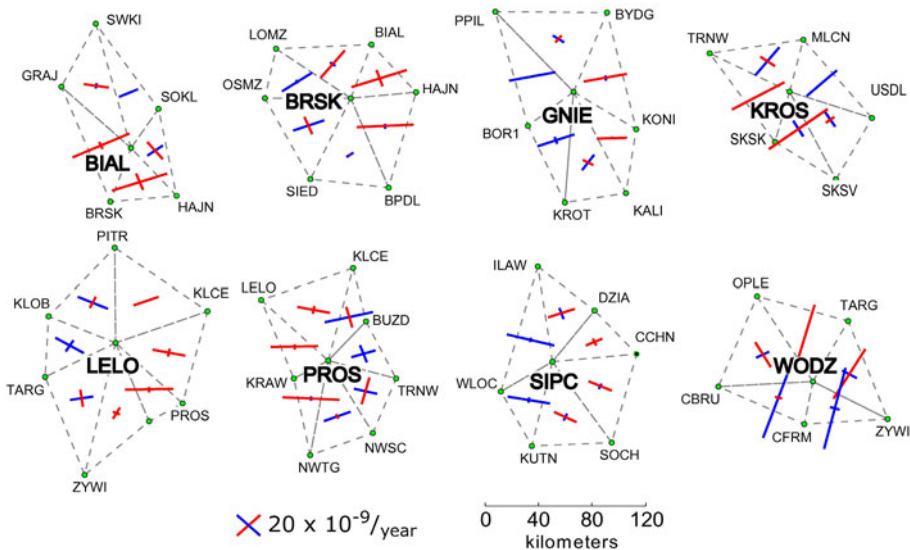 SWKI
GRAJ
SOKL
BIAL
BRSK
HAJN
LOMZ
BIAL
OSMZ
BRSK
HAJN
SIED
BPDL
PPIL
BYDG
GNIE
BOR1
KONI
KROT
KALI
TRNW
MLCN
USDL
KROS
SKSK
SKSV
PITR
KLOB
KLCE
LELO
TARG
PROS
ZYWI
LELO
KLCE
BUZD
PROS
KRAW
TRNW
NWSC
NWTG
ILAW
DZIA
CCHN
SIPC
WLOC
KUTN
SOCH
OPLE
TARG
WODZ
CBRU
CFRM
ZYWI
20 x 10-9/year
0 40 80 120
kilometers